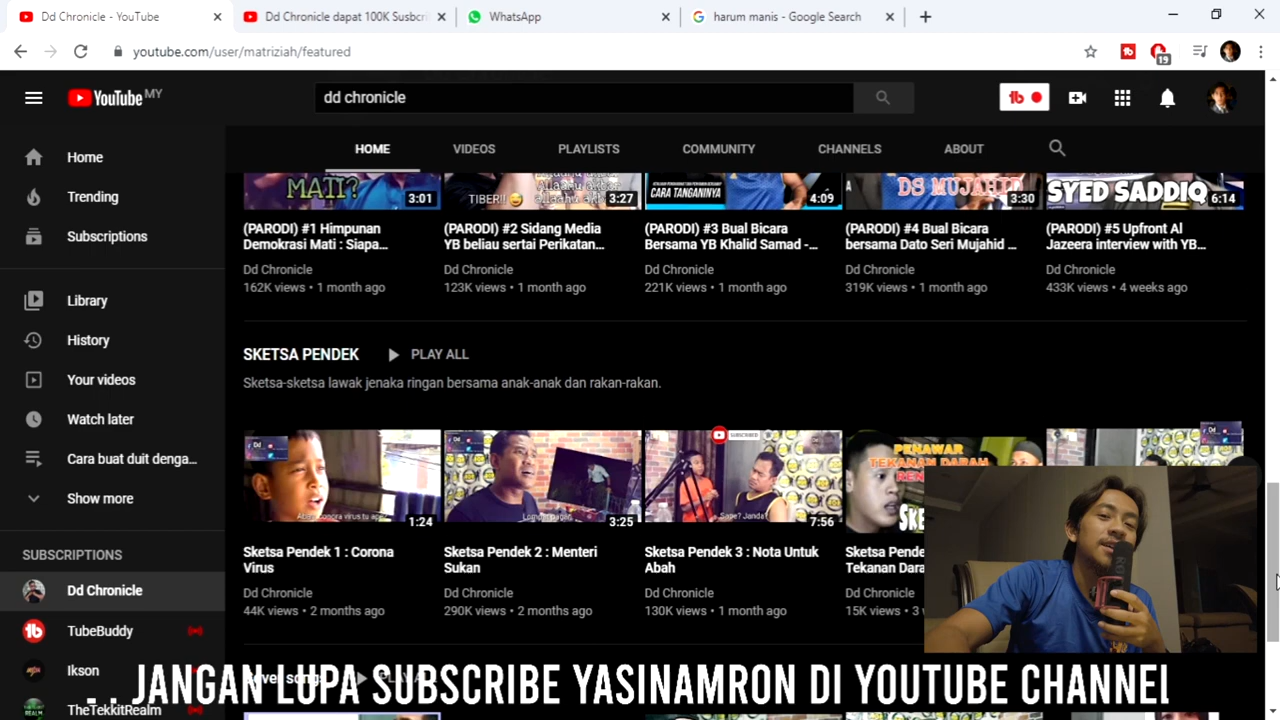 Dd Chronicle - YouTube
Dd Chronicle dapat 100K Susbcri
WhatsApp
harum manis - Google Search
youtube.com/user/matriziah/featured
19
YouTube MY
dd chronicle
HOME VIDEOS PLAYLISTS COMMUNITY CHANNELS ABOUT
Home
Trending
Subscriptions
Library
History
Your videos
Watch later
Cara buat duit denga...
Show more
SUBSCRIPTIONS
Dd Chronicle
TubeBuddy
Ikson
TheTekkitRealm
MATI?
3:01
TIBER!!
3:27
CARA TANGANINYA
4:09
DS MUJAHID
3:30
SYED SADDIQ
6:14
(PARODI) #1 Himpunan
Demokrasi Mati : Siapa...
Dd Chronicle
162K views • 1 month ago
(PARODI) #2 Sidang Media
YB beliau sertai Perikatan...
Dd Chronicle
123K views • 1 month ago
(PARODI) #3 Bual Bicara
Bersama YB Khalid Samad -...
Dd Chronicle
221K views • 1 month ago
(PARODI) #4 Bual Bicara
bersama Dato Seri Mujahid ...
Dd Chronicle
319K views • 1 month ago
(PARODI) #5 Upfront Al
Jazeera interview with YB...
Dd Chronicle
433K views • 4 weeks ago
SKETSA PENDEK PLAY ALL
Sketsa-sketsa lawak jenaka ringan bersama anak-anak dan rakan-rakan.
1:24
3:25
SUBSCRIBED
Sape? Janda?
7:56
PENAWAR
TEKANAN DARAH
Sketsa Pendek 1 : Corona
Virus
Dd Chronicle
44K views • 2 months ago
Sketsa Pendek 2 : Menteri
Sukan
Dd Chronicle
290K views • 2 months ago
Sketsa Pendek 3 : Nota Untuk
Abah
Dd Chronicle
130K views • 1 month ago
Sketsa Pende
Tekanan Dara
Dd Chronicle
15K views • 3
JANGAN LUPA SUBSCRIBE YASINAMRON DI YOUTUBE CHANNEL